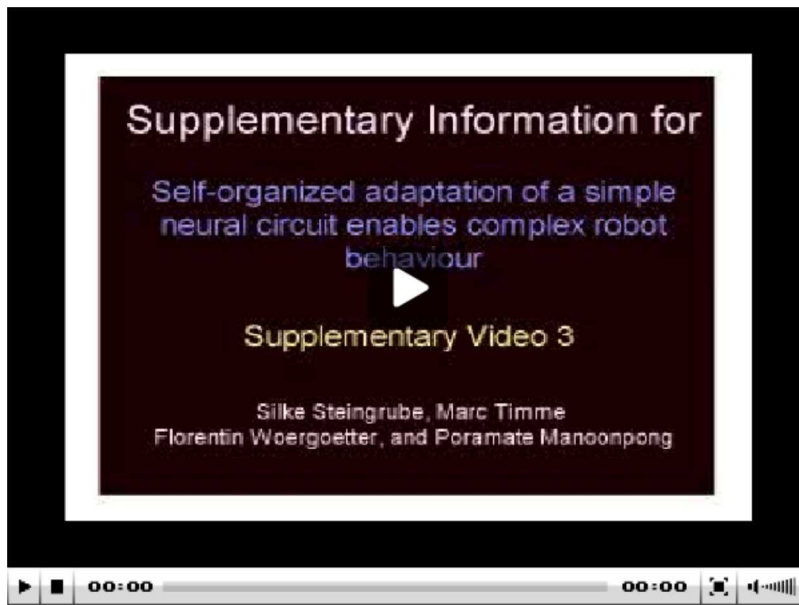 Supplementary Information for
Self-organized adaptation of a simple
neural circuit enables complex robot
behaviour
Supplementary Video 3
Silke Steingrube, Marc Timme
Florentin Woergoetter, and Poramate Manoonpong
00:00 00:00